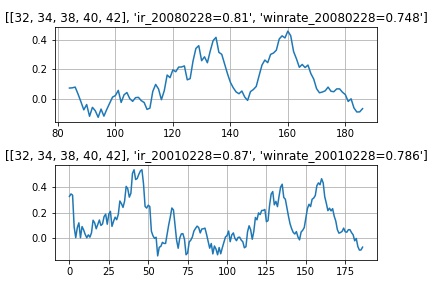 [[32, 34, 38, 40, 42], 'ir_20080228=0.81', 'winrate_20080228=0.748']
0.4
0.2
0.0
80 100 120 140 160 180
[[32, 34, 38, 40, 42], 'ir_20010228=0.87', 'winrate_20010228=0.786']
0.4
0.2
0.0
0 25 50 75 100 125 150 175